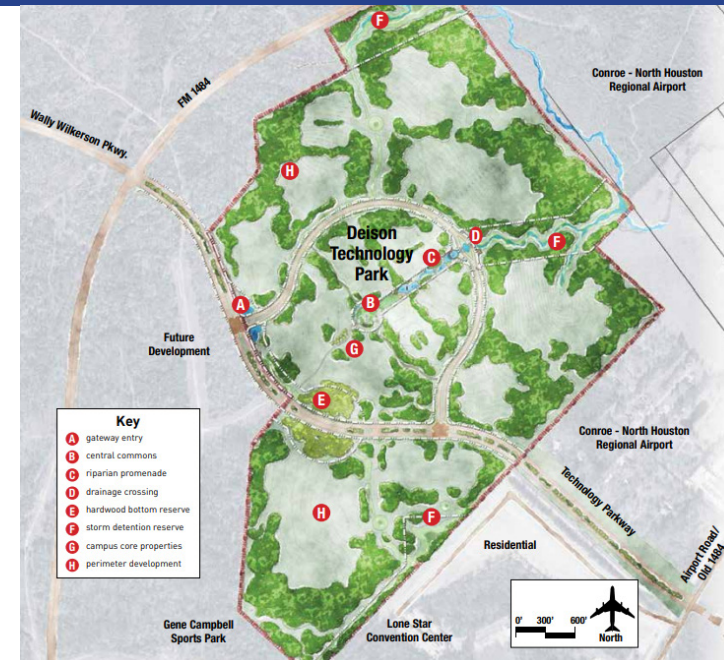 F
Conroe - North Houston
Regional Airport
FM 1484
Wally Wilkerson Pkwy.
H
Deison
Technology
Park
D
F
C
A
B
Future
Development
G
E
Key
A gateway entry
B central commons
C riparian promenade
D drainage crossing
E hardwood bottom reserve
F storm detention reserve
G campus core properties
H perimeter development
Conroe - North Houston
Regional Airport
Technology Parkway
H
F
Residential
Airport Road/
Old 1484
0' 300' 600'
North
Gene Campbell
Sports Park
Lone Star
Convention Center